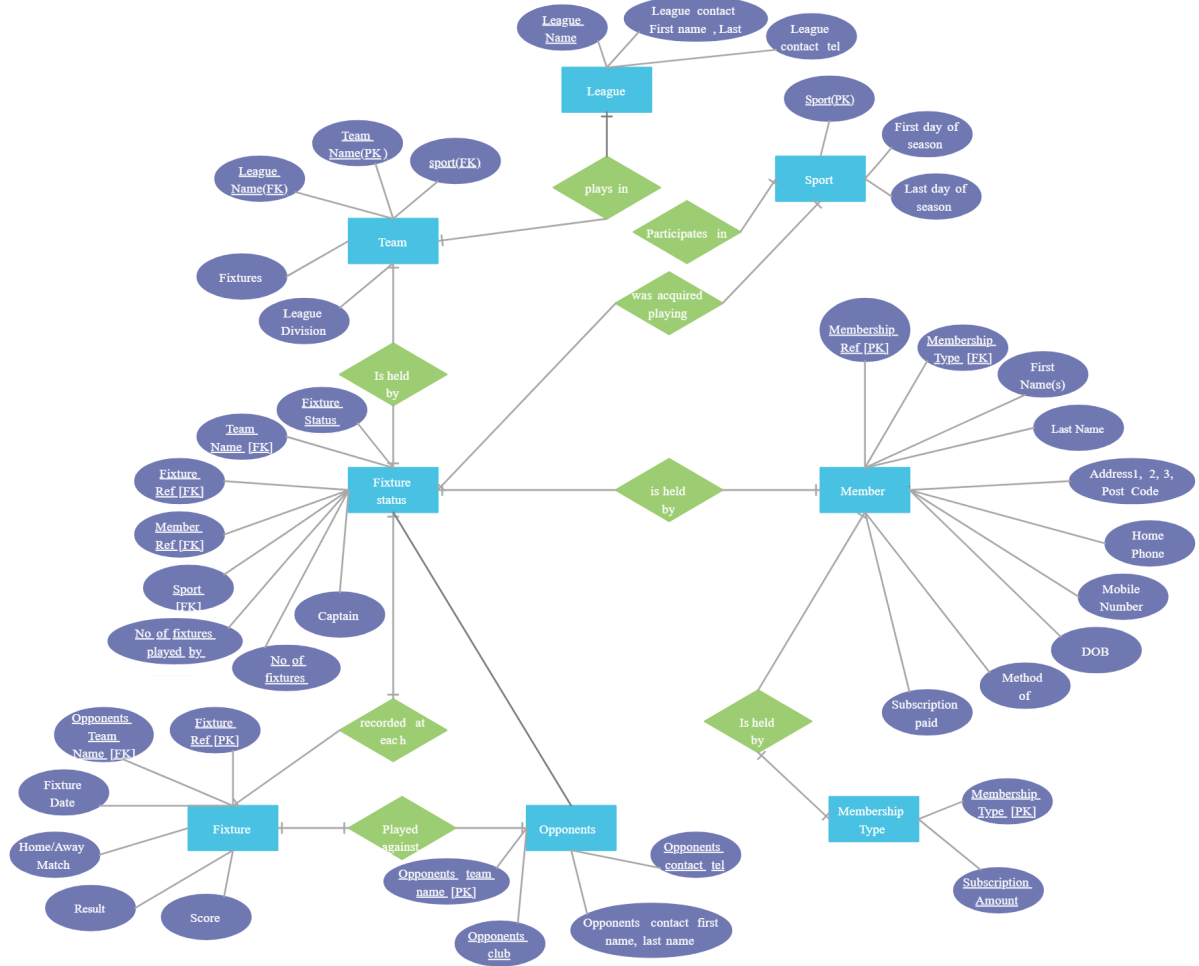 League
Name
League contact
First name , Last
League
contact tel
League
Sport(PK)
First day of
season
Last day of
season
Sport
Team
Name(PK)
sport(FK)
League
Name(FK)
plays in
Participates in
Team
Fixtures
League
Division
was acquired
playing
Is held
by
Membership
Ref [PK]
Membership
Type [FK]
First
Name(s)
Last Name
Fixture
Status
Team
Name [FK]
Fixture
Ref [FK]
Member
Ref [FK]
Sport
[FK]
No of fixtures
played by
No of
fixtures
Captain
Fixture
status
is held
by
Member
Address1, 2, 3,
Post Code
Home
Phone
Mobile
Number
DOB
Method
of
Subscription
paid
recorded at
each
Is held
by
Opponents
Team
Name [FK]
Fixture
Ref [PK]
Fixture
Date
Home/Away
Match
Result
Score
Fixture
Played
against
Opponents
Opponents team
name [PK]
Opponents
contact tel
Opponents
club
Opponents contact first
name, last name
Membership
Type
Membership
Type [PK]
Subscription
Amount